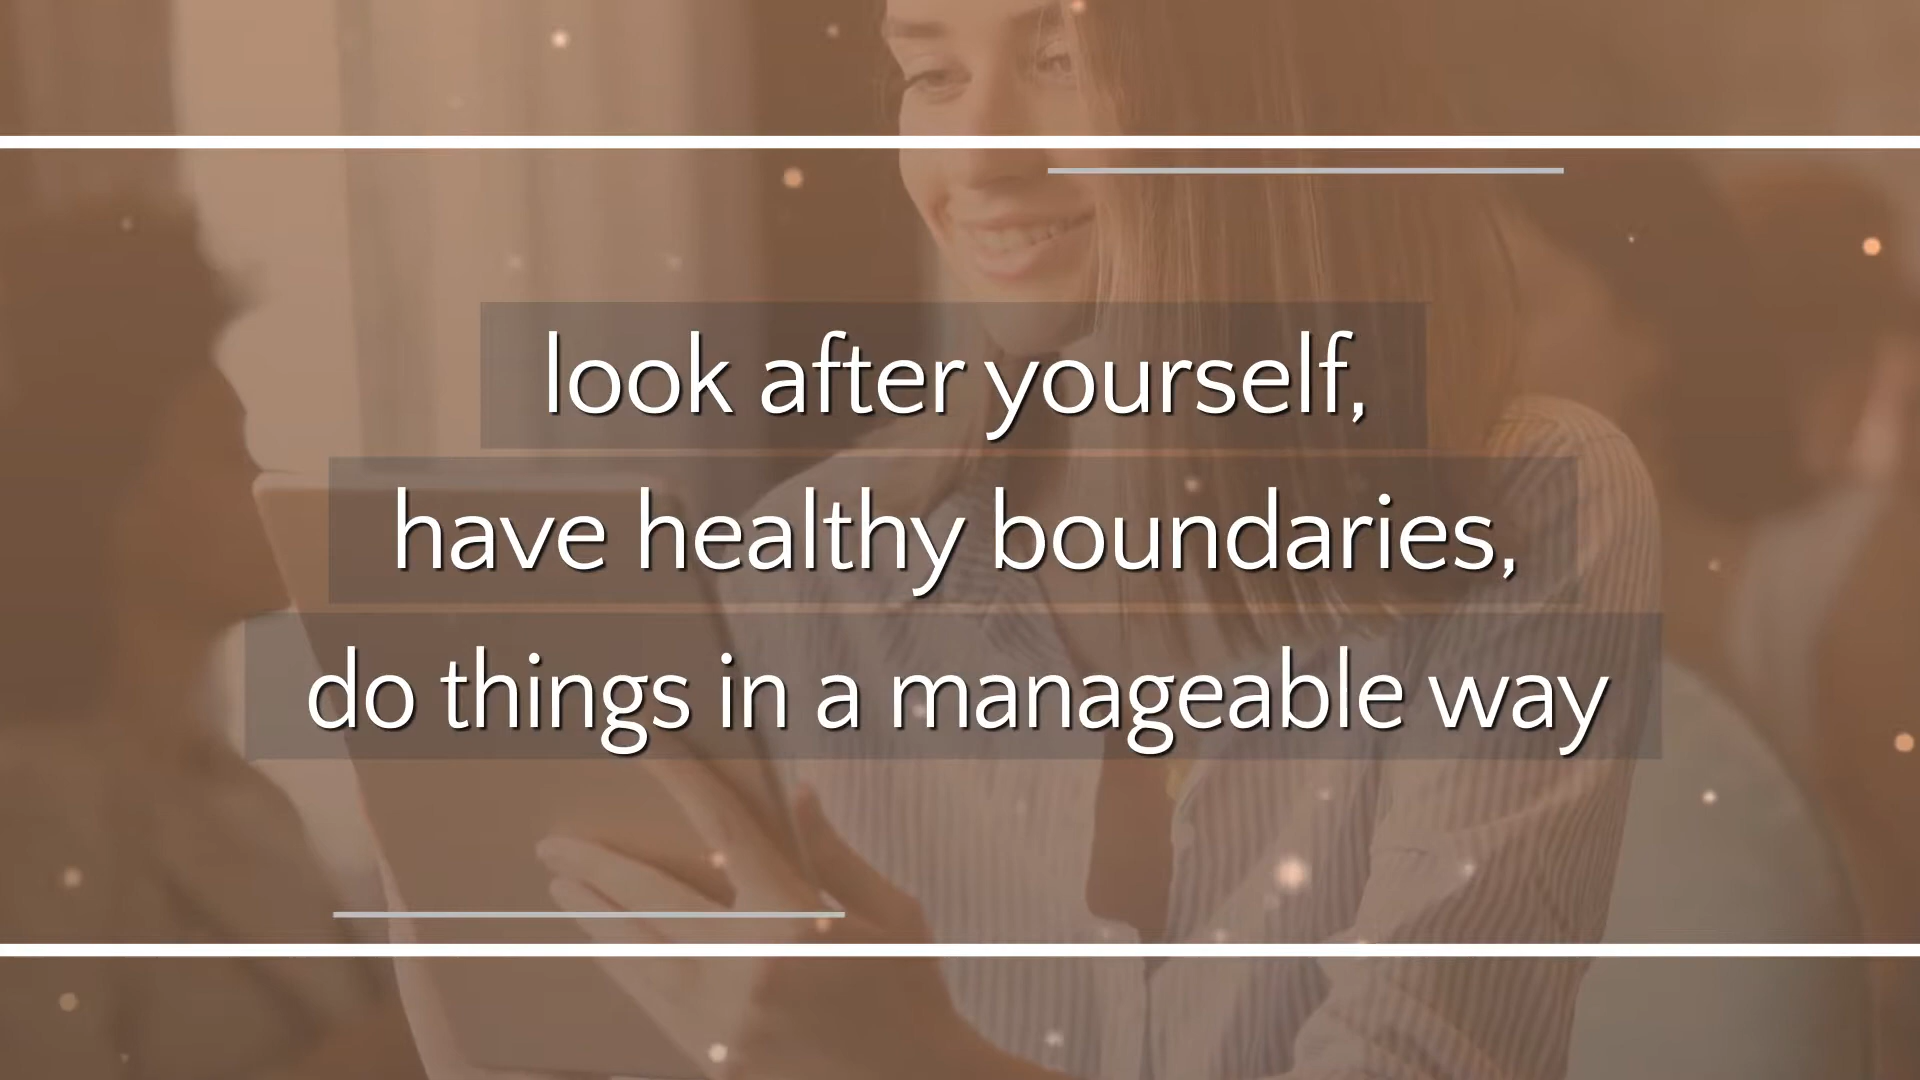 look after yourself,
have healthy boundaries,
do things in a manageable way